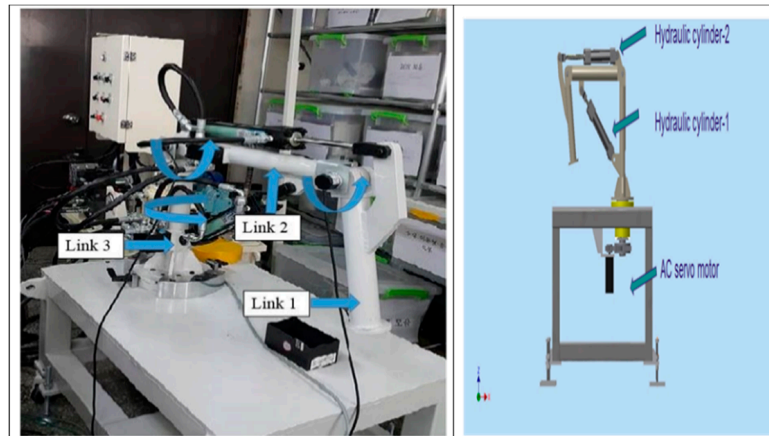 Link 2
Link 3
Link 1
Hydraulic cylinder-2
Hydraulic cylinder-1
AC servo motor
Z